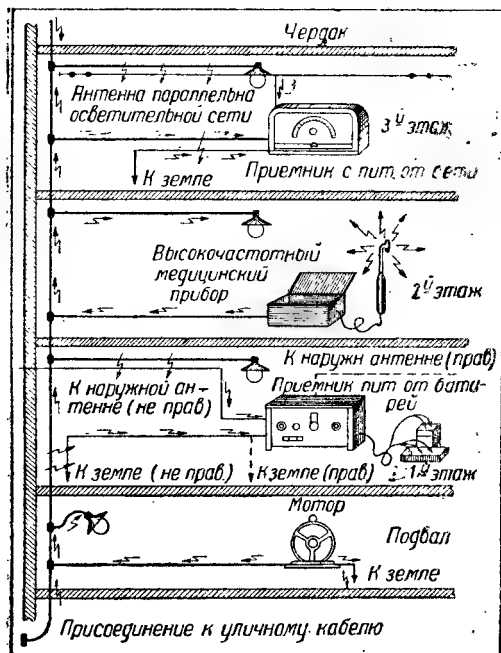 Чердак
Антенна параллельна
осветительной сети
3й этаж
К земле
Приемник с пит. от сети
Высокочастотный
медицинский
прибор
2й этаж
К наружн антенне (прав)
К наружной ан-
тенне (не прав)
Приемник пит от бата-
рей
К земле (не прав.)
К земле (прав)
1й этаж
Мотор
Подвал
К земле
Присоединение к уличному кабелю